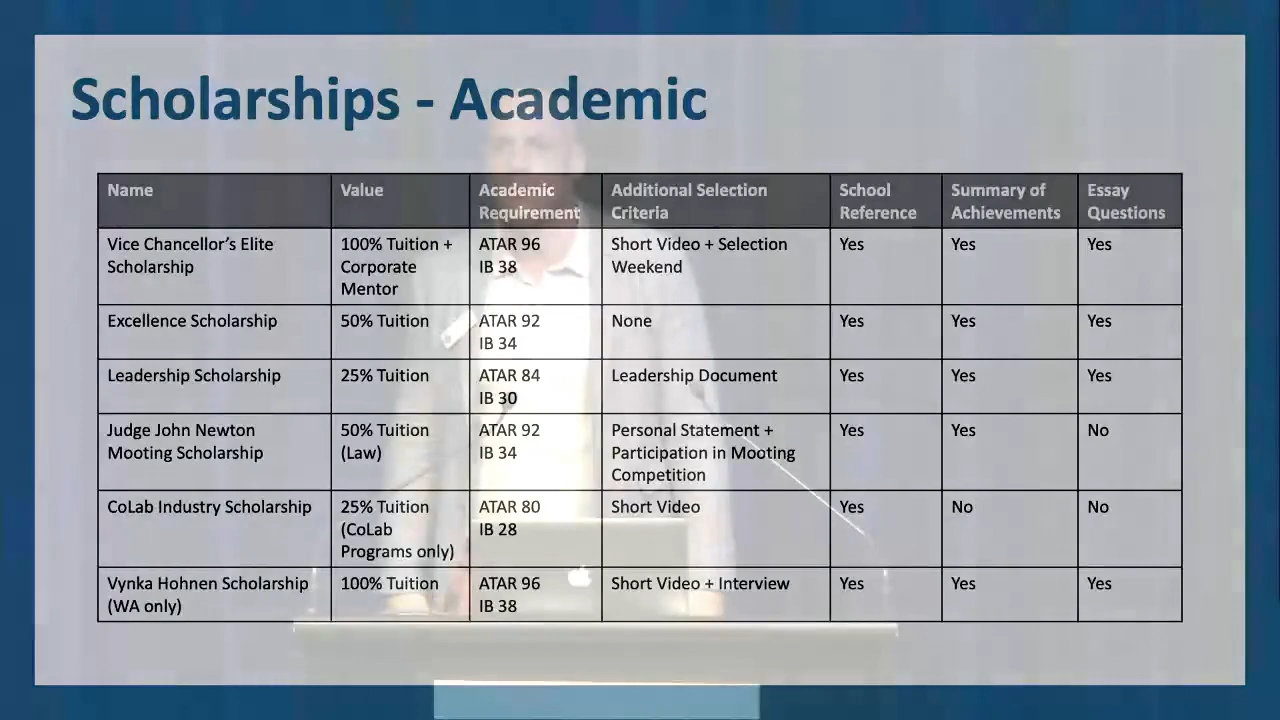 Scholarships - Academic
Name
Value
Academic
Requirement
Additional Selection
Criteria
School
Reference
Summary of
Achievements
Essay
Questions
Vice Chancellor's Elite
Scholarship
100% Tuition +
Corporate
Mentor
ATAR 96
IB 38
Short Video + Selection
Weekend
Yes
Yes
Yes
Excellence Scholarship
50% Tuition
ATAR 92
IB 34
None
Yes
Yes
Yes
Leadership Scholarship
25% Tuition
ATAR 84
IB 30
Leadership Document
Yes
Yes
Yes
Judge John Newton
Mooting Scholarship
50% Tuition
(Law)
ATAR 92
IB 34
Personal Statement +
Participation in Mooting
Competition
Yes
Yes
No
CoLab Industry Scholarship
25% Tuition
(CoLab
Programs only)
ATAR 80
IB 28
Short Video
Yes
No
No
Vynka Hohnen Scholarship
(WA only)
100% Tuition
ATAR 96
IB 38
Short Video + Interview
Yes
Yes
Yes